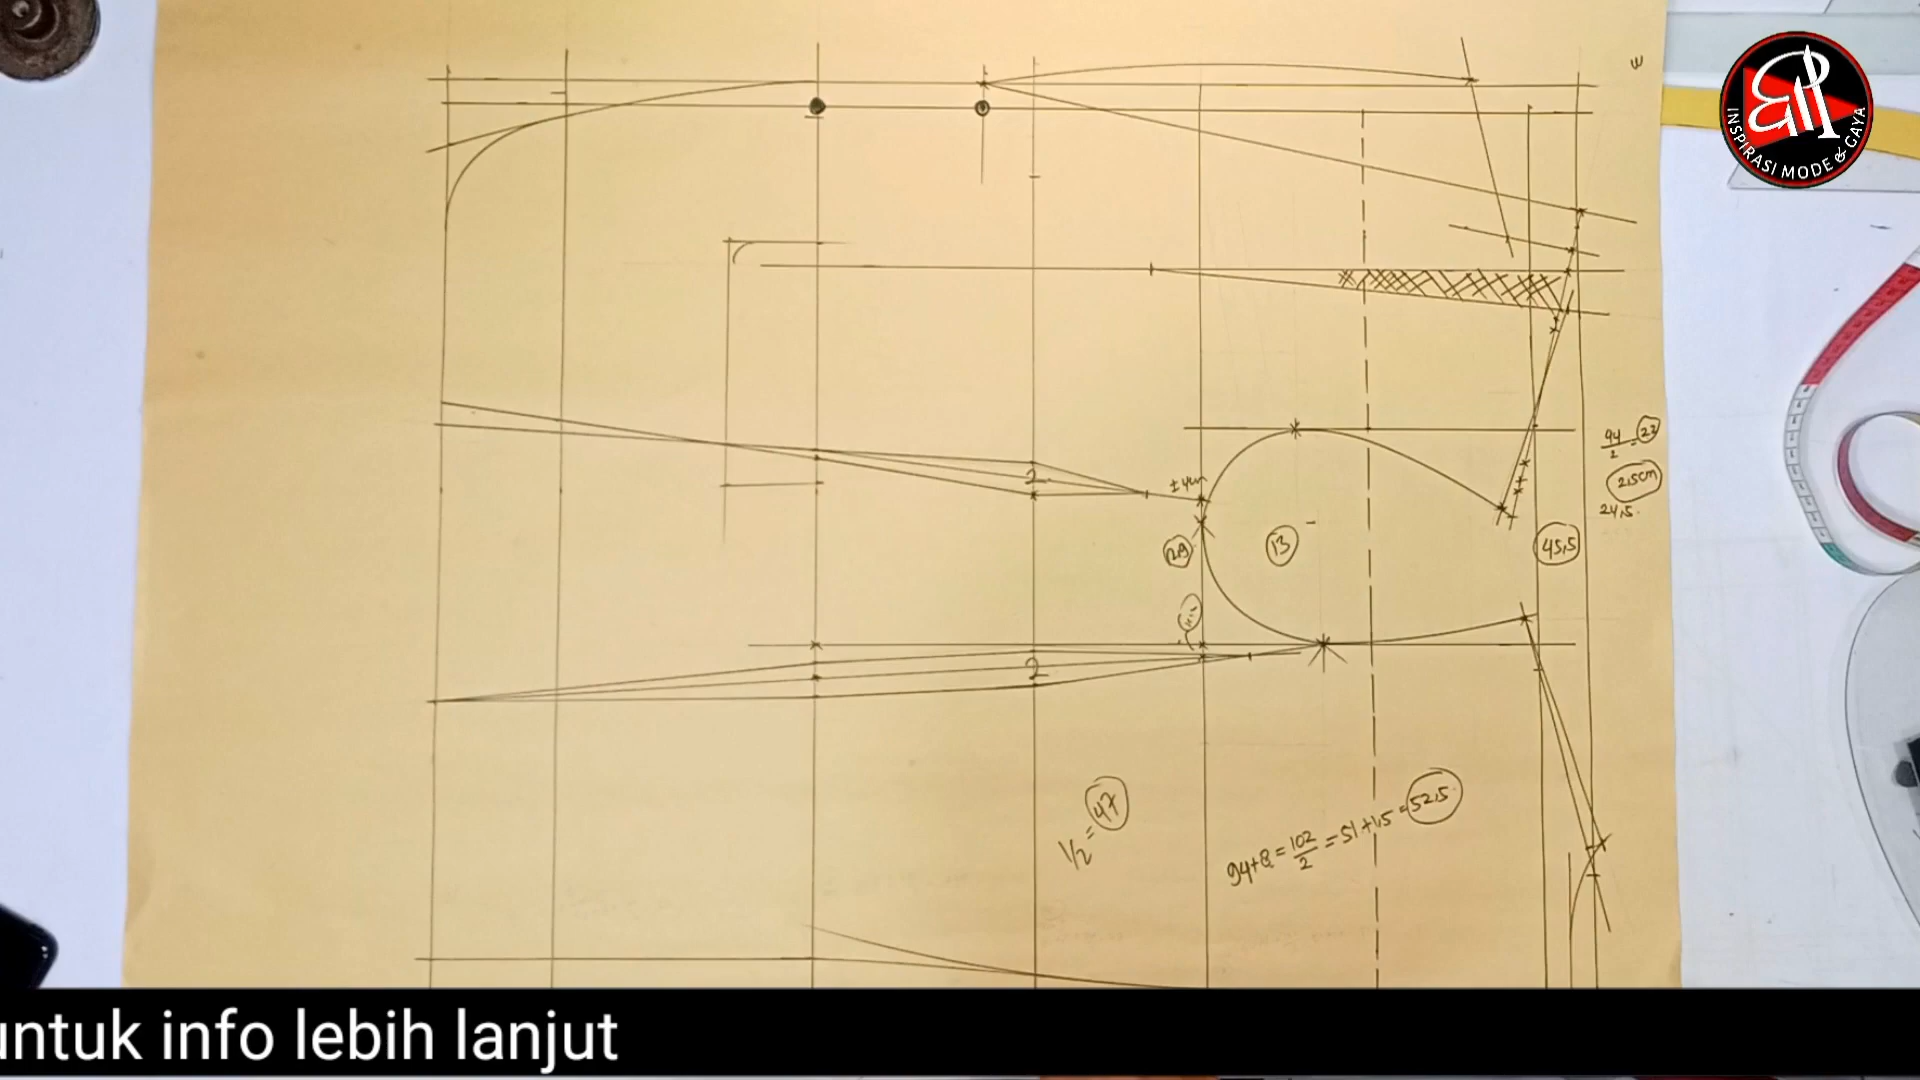 INSPIRASI MODE & GAYA
2
±4cm
94/2 = 23
2,5cm
24,5
13
45,5
2
1/2 = 47
94+8 = 102/2 = 51+1,5 = 52,5
untuk info lebih lanjut